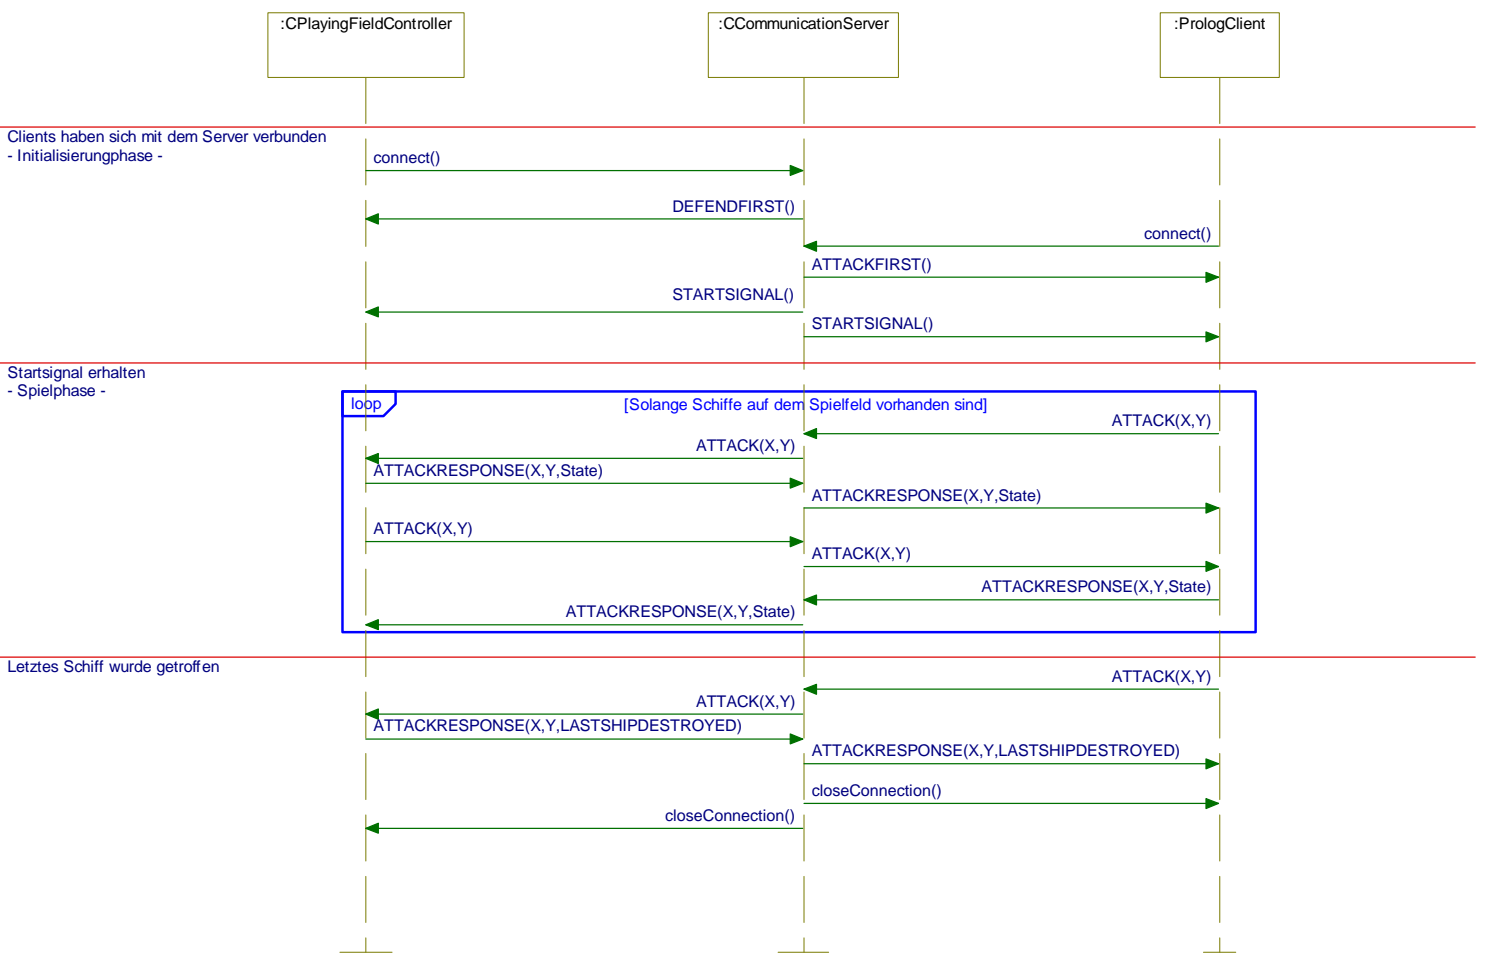 :CPlayingFieldController
:CCommunicationServer
:PrologClient
Clients haben sich mit dem Server verbunden
- Initialisierungphase -
connect()
DEFENDFIRST()
connect()
ATTACKFIRST()
STARTSIGNAL()
STARTSIGNAL()
Startsignal erhalten
- Spielphase -
loop
[Solange Schiffe auf dem Spielfeld vorhanden sind]
ATTACK(X,Y)
ATTACK(X,Y)
ATTACKRESPONSE(X,Y,State)
ATTACKRESPONSE(X,Y,State)
ATTACK(X,Y)
ATTACK(X,Y)
ATTACKRESPONSE(X,Y,State)
ATTACKRESPONSE(X,Y,State)
Letztes Schiff wurde getroffen
ATTACK(X,Y)
ATTACK(X,Y)
ATTACKRESPONSE(X,Y,LASTSHIPDESTROYED)
ATTACKRESPONSE(X,Y,LASTSHIPDESTROYED)
closeConnection()
closeConnection()